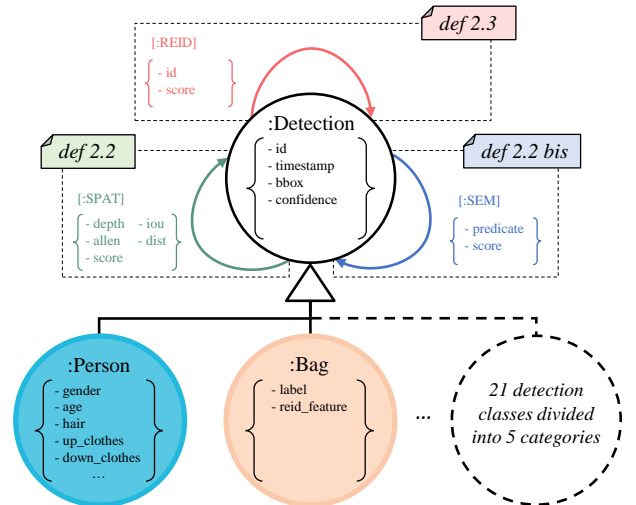 def 2.3
[:REID]
- id
- score
:Detection
- id
- timestamp
- bbox
- confidence
def 2.2
def 2.2 bis
[:SPAT]
- depth - iou
- allen - dist
- score
[:SEM]
- predicate
- score
:Person
- gender
- age
- hair
- up_clothes
- down_clothes
...
:Bag
- label
- reid_feature
...
21 detection
classes divided
into 5 categories